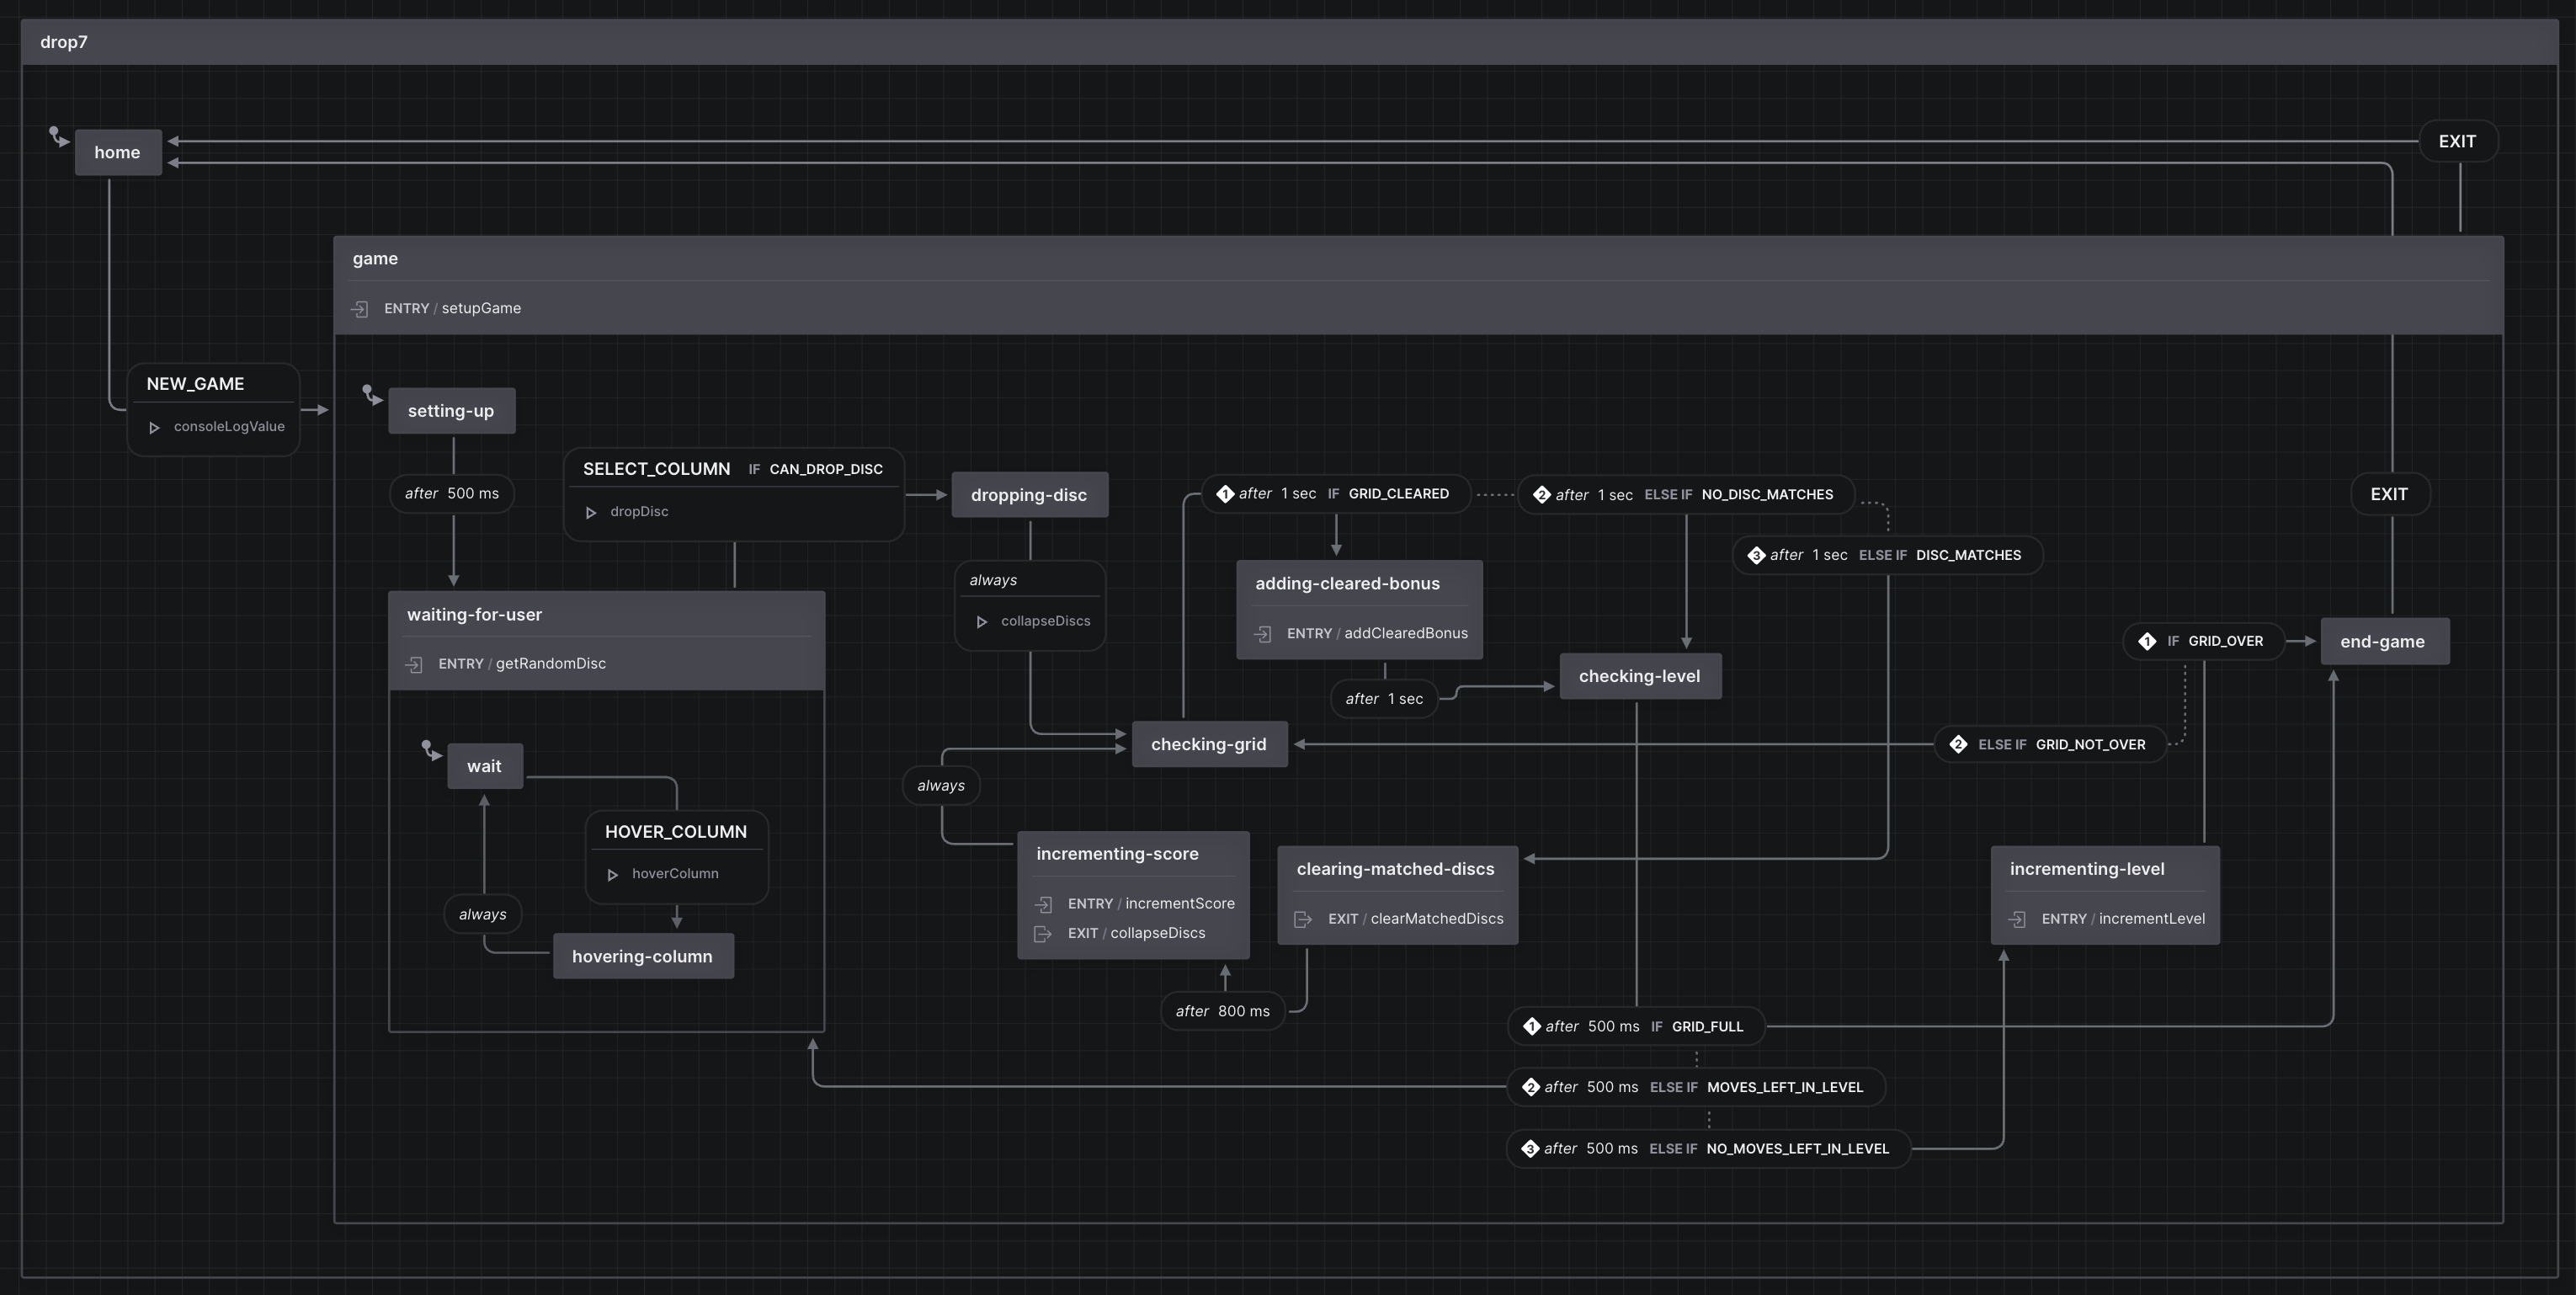 drop7
home
EXIT
game
ENTRY / setupGame
NEW_GAME
consoleLogValue
setting-up
after 500 ms
SELECT_COLUMN IF CAN_DROP_DISC
dropDisc
dropping-disc
1 after 1 sec IF GRID_CLEARED
2 after 1 sec ELSE IF NO_DISC_MATCHES
EXIT
3 after 1 sec ELSE IF DISC_MATCHES
always
collapseDiscs
adding-cleared-bonus
ENTRY / addClearedBonus
waiting-for-user
ENTRY / getRandomDisc
1 IF GRID_OVER
end-game
checking-level
after 1 sec
checking-grid
2 ELSE IF GRID_NOT_OVER
wait
always
HOVER_COLUMN
hoverColumn
incrementing-score
ENTRY / incrementScore
EXIT / collapseDiscs
clearing-matched-discs
EXIT / clearMatchedDiscs
incrementing-level
ENTRY / incrementLevel
always
hovering-column
after 800 ms
1 after 500 ms IF GRID_FULL
2 after 500 ms ELSE IF MOVES_LEFT_IN_LEVEL
3 after 500 ms ELSE IF NO_MOVES_LEFT_IN_LEVEL